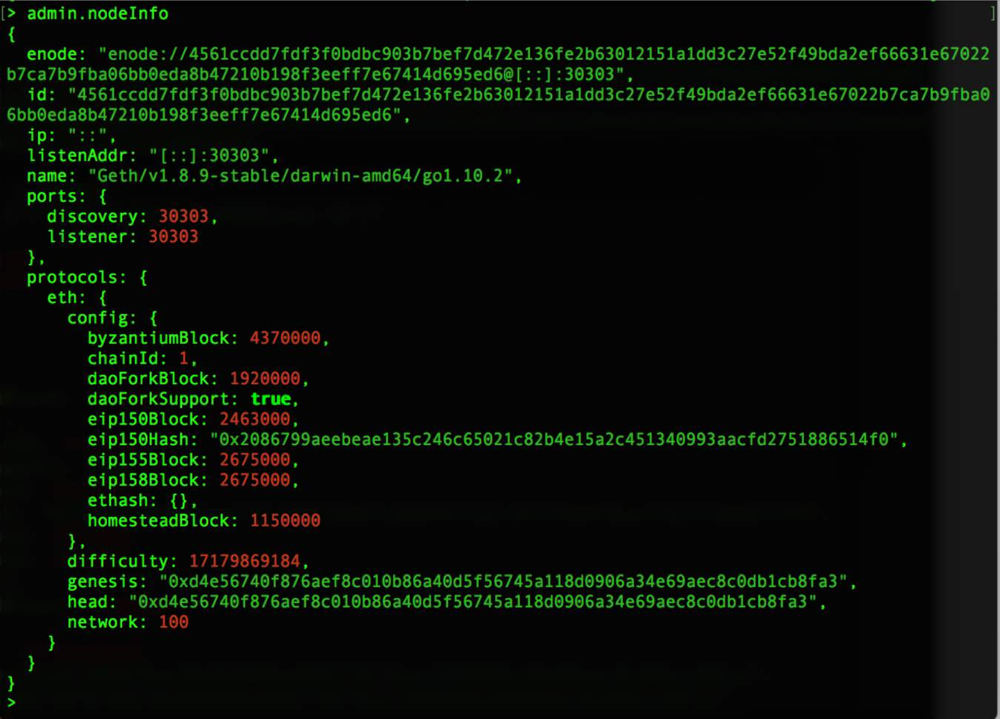 [> admin.nodeInfo ]
{
  enode: "enode://4561ccdd7fdf3f0bdbc903b7bef7d472e136fe2b63012151a1dd3c27e52f49bda2ef66631e67022
b7ca7b9fba06bb0eda8b47210b198f3eeff7e67414d695ed6@[::]:30303",
  id: "4561ccdd7fdf3f0bdbc903b7bef7d472e136fe2b63012151a1dd3c27e52f49bda2ef66631e67022b7ca7b9fba0
6bb0eda8b47210b198f3eeff7e67414d695ed6",
  ip: "::",
  listenAddr: "[::]:30303",
  name: "Geth/v1.8.9-stable/darwin-amd64/go1.10.2",
  ports: {
    discovery: 30303,
    listener: 30303
  },
  protocols: {
    eth: {
      config: {
        byzantiumBlock: 4370000,
        chainId: 1,
        daoForkBlock: 1920000,
        daoForkSupport: true,
        eip150Block: 2463000,
        eip150Hash: "0x2086799aeebeae135c246c65021c82b4e15a2c451340993aacfd2751886514f0",
        eip155Block: 2675000,
        eip158Block: 2675000,
        ethash: {},
        homesteadBlock: 1150000
      },
      difficulty: 17179869184,
      genesis: "0xd4e56740f876aef8c010b86a40d5f56745a118d0906a34e69aec8c0db1cb8fa3",
      head: "0xd4e56740f876aef8c010b86a40d5f56745a118d0906a34e69aec8c0db1cb8fa3",
      network: 100
    }
  }
}
>